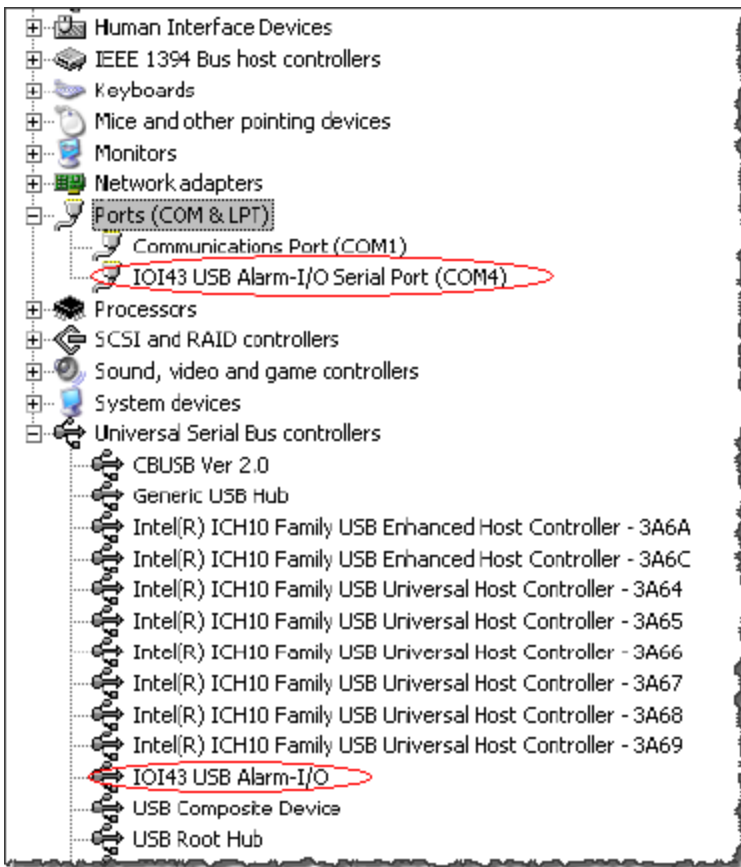 Human Interface Devices
IEEE 1394 Bus host controllers
Keyboards
Mice and other pointing devices
Monitors
Network adapters
Ports (COM & LPT)
Communications Port (COM1)
IOI43 USB Alarm-I/O Serial Port (COM4)
Processors
SCSI and RAID controllers
Sound, video and game controllers
System devices
Universal Serial Bus controllers
CBUSB Ver 2.0
Generic USB Hub
Intel(R) ICH10 Family USB Enhanced Host Controller - 3A6A
Intel(R) ICH10 Family USB Enhanced Host Controller - 3A6C
Intel(R) ICH10 Family USB Universal Host Controller - 3A64
Intel(R) ICH10 Family USB Universal Host Controller - 3A65
Intel(R) ICH10 Family USB Universal Host Controller - 3A66
Intel(R) ICH10 Family USB Universal Host Controller - 3A67
Intel(R) ICH10 Family USB Universal Host Controller - 3A68
Intel(R) ICH10 Family USB Universal Host Controller - 3A69
IOI43 USB Alarm-I/O
USB Composite Device
USB Root Hub